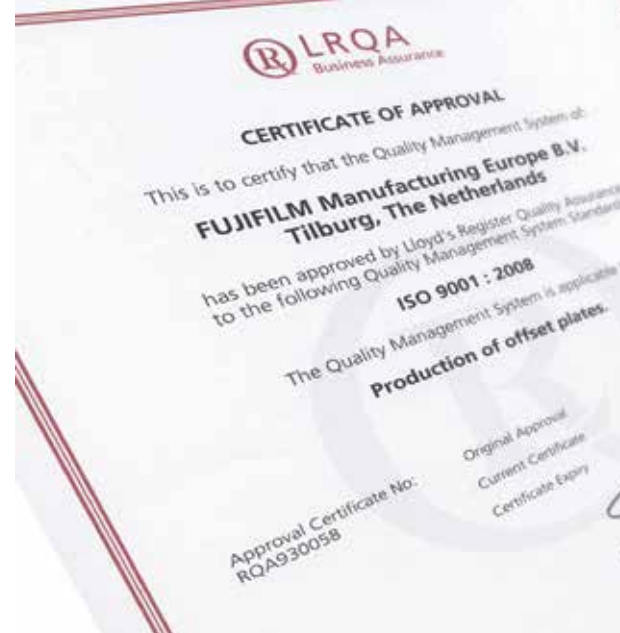 LRQA
Business Assurance
CERTIFICATE OF APPROVAL
This is to certify that the Quality Management System of:
FUJIFILM Manufacturing Europe B.V.
Tilburg, The Netherlands
has been approved by Lloyd's Register Quality Assurance
to the following Quality Management System Standard
ISO 9001 : 2008
The Quality Management System is applicable
Production of offset plates.
Original Approval
Current Certificate
Certificate Expiry
Approval Certificate No:
RQA930058